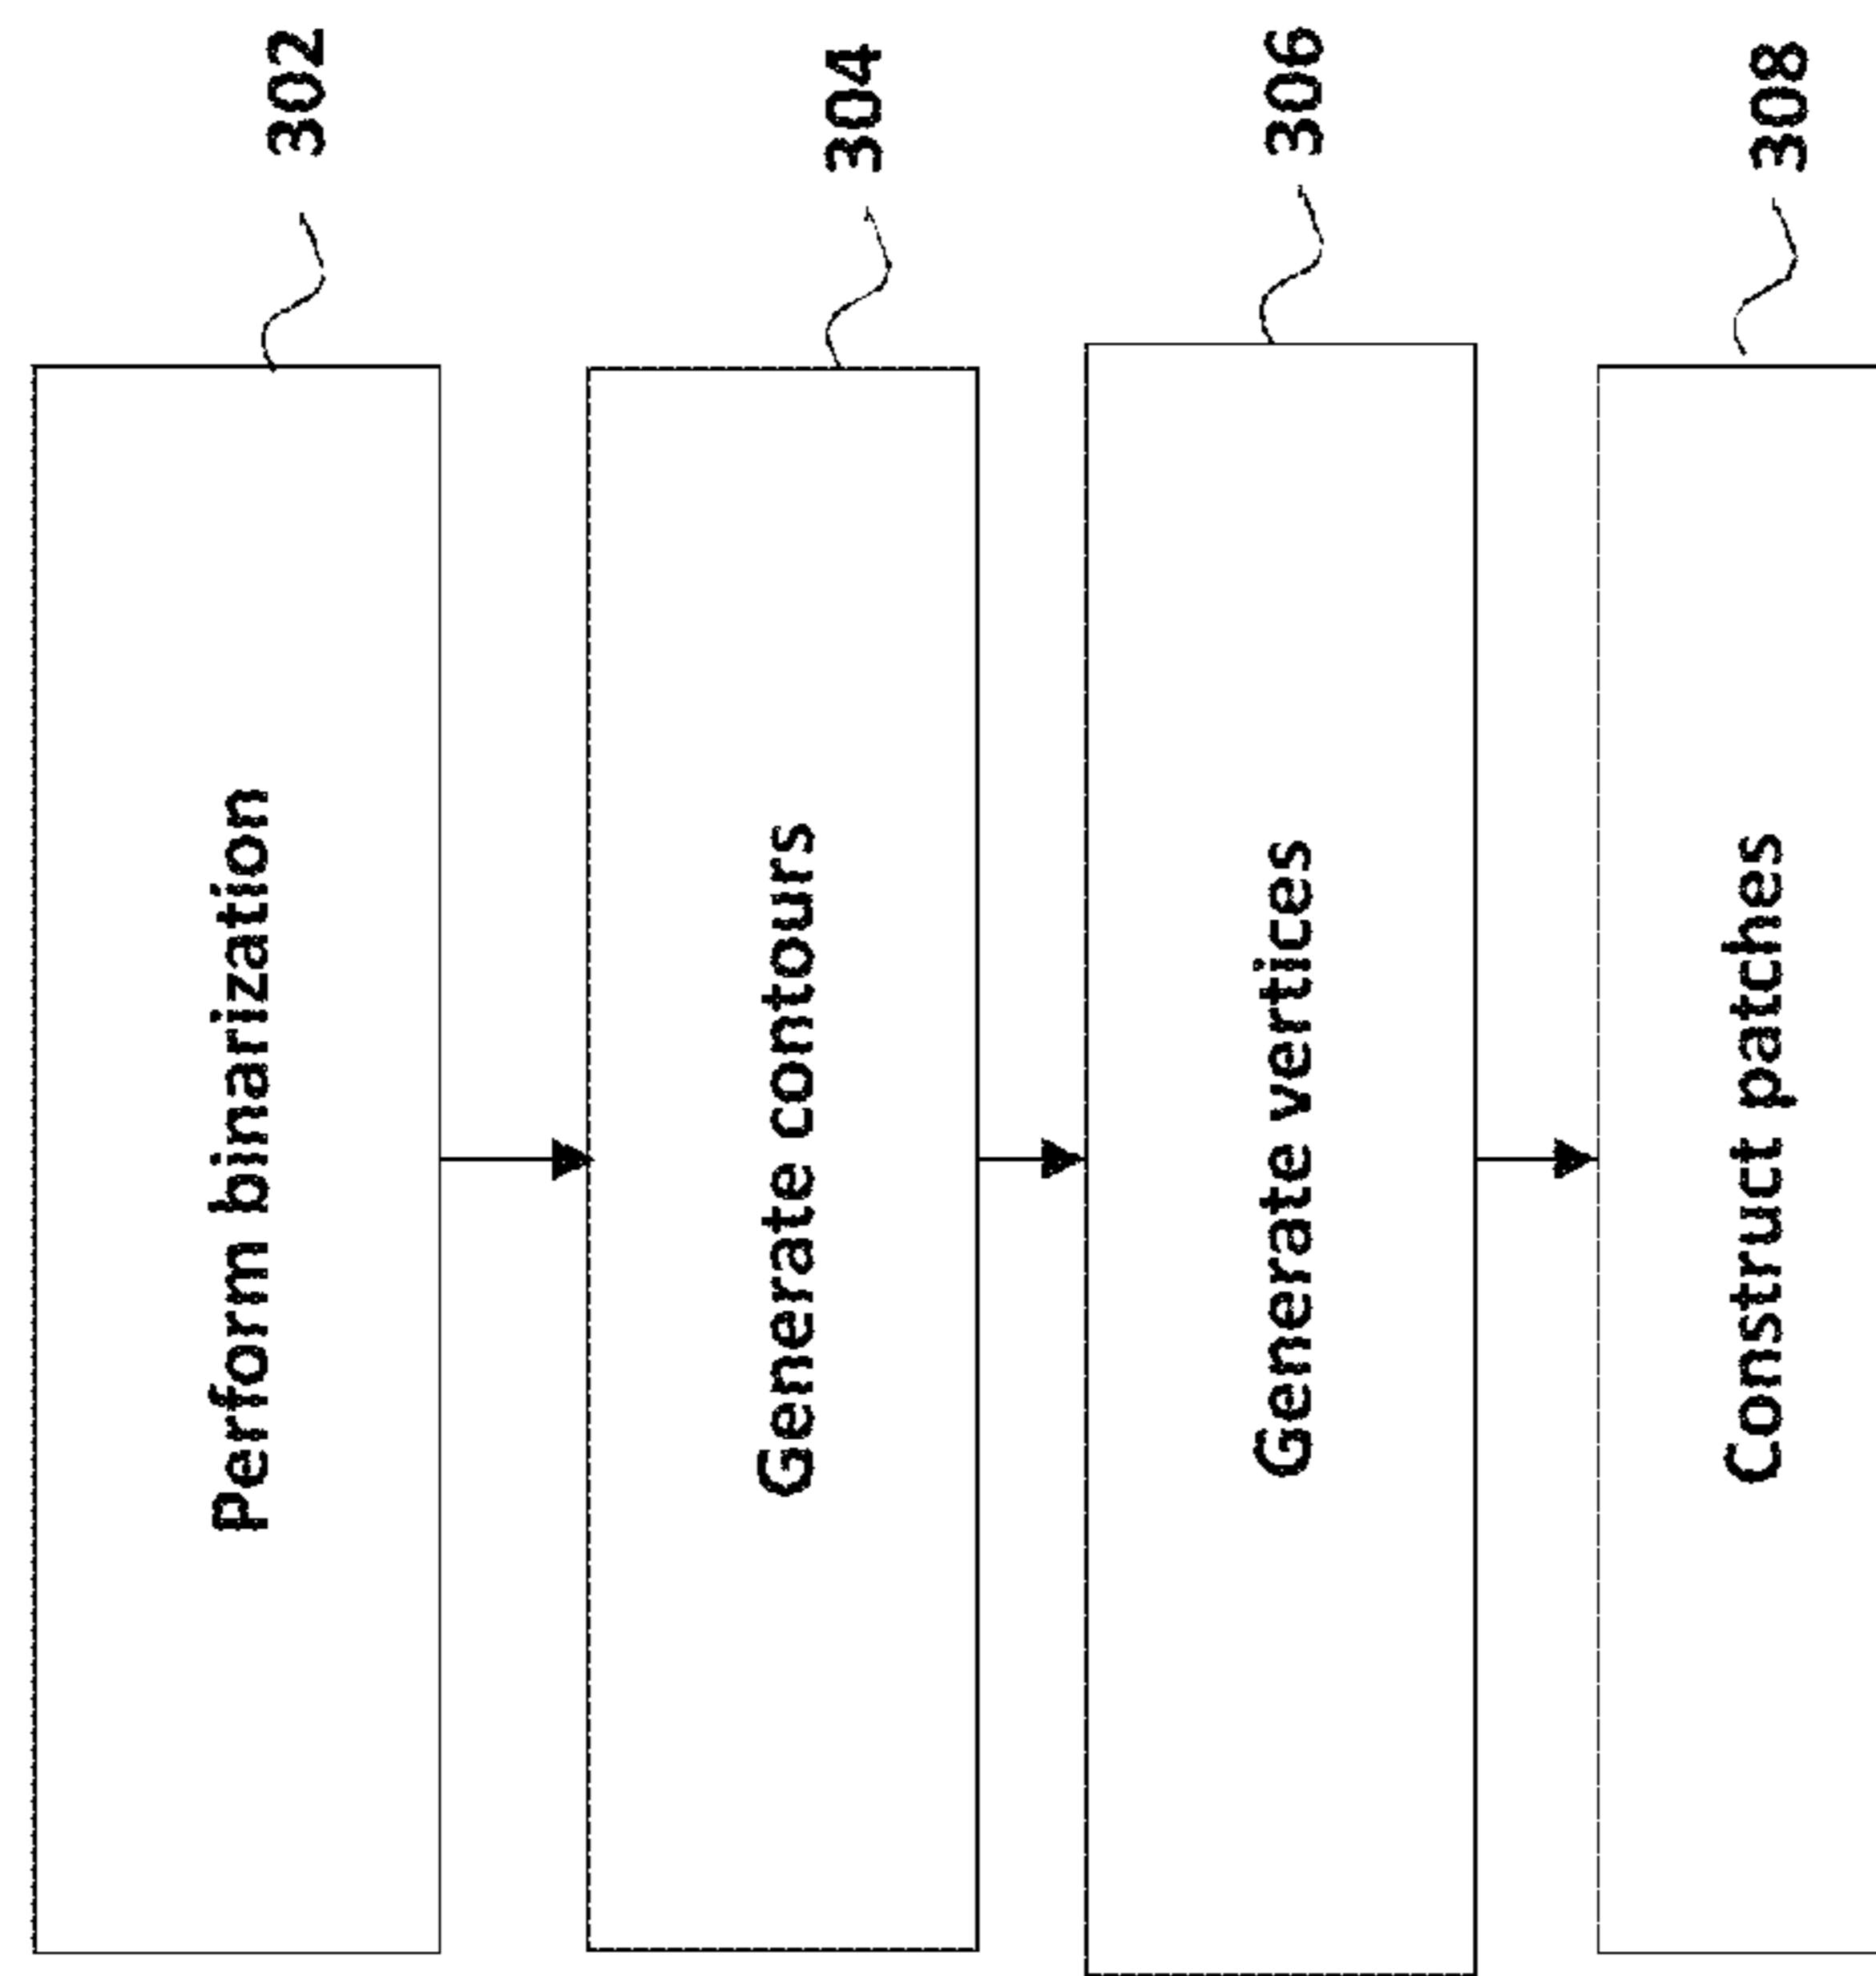 Perform binarization
302
Generate contours
304
Generate vertices
306
Construct patches
308